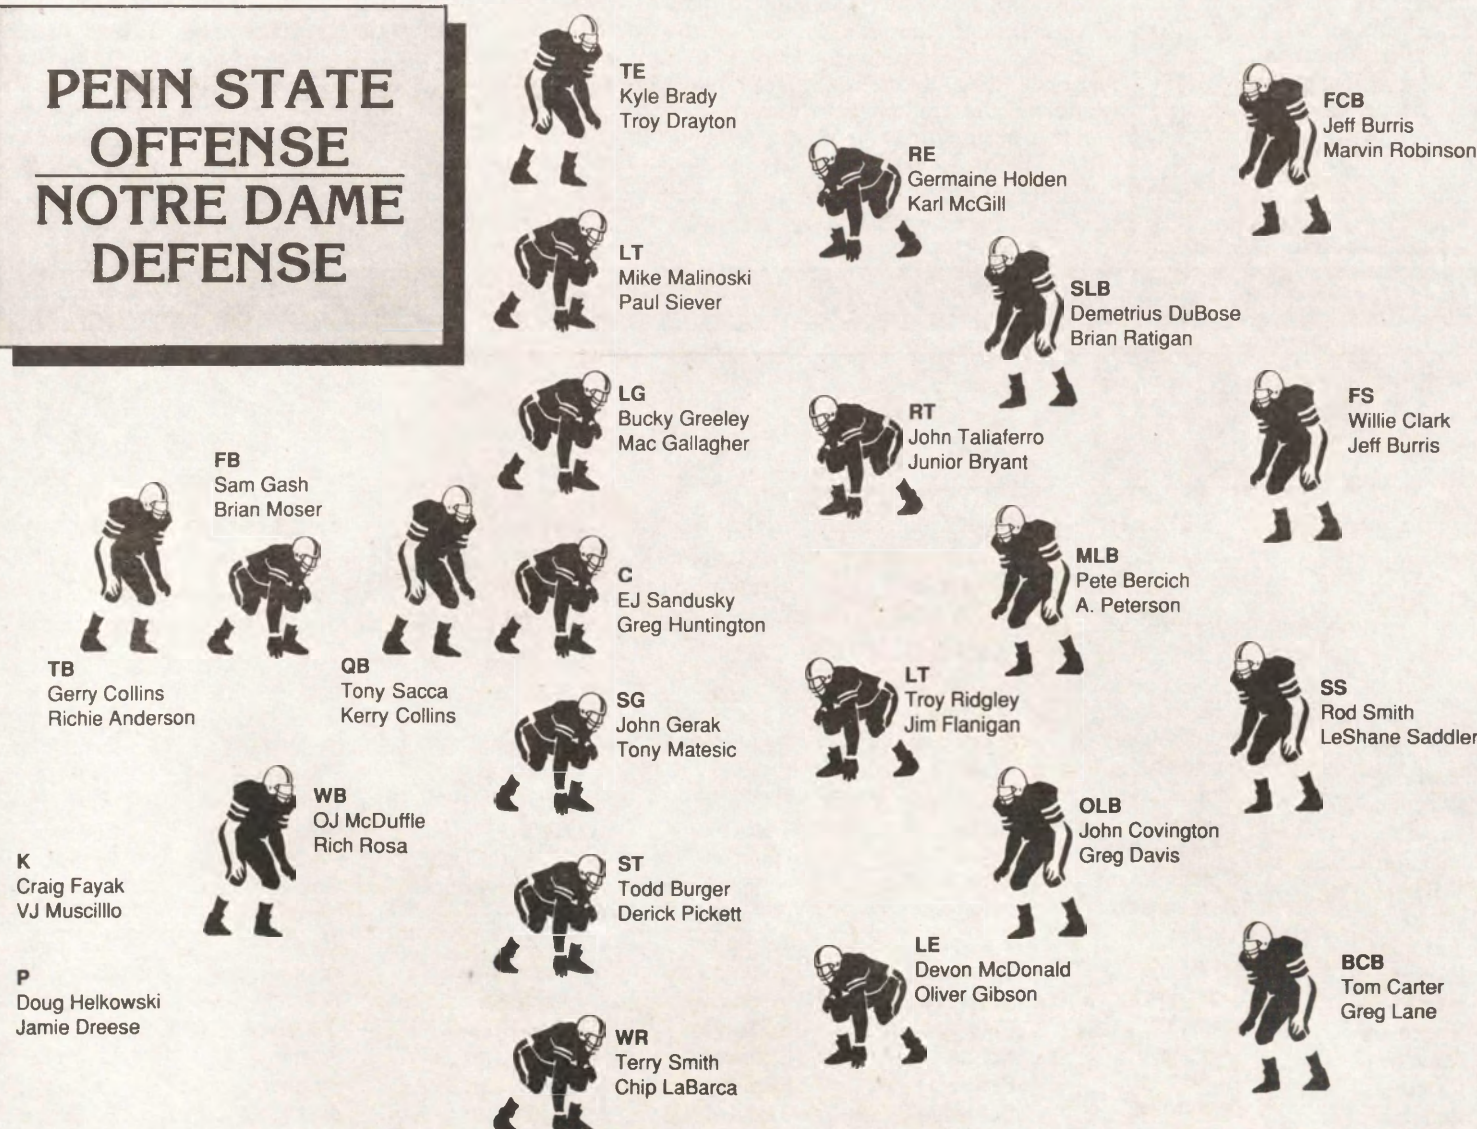 PENN STATE
OFFENSE
NOTRE DAME
DEFENSE
TE
Kyle Brady
Troy Drayton
LT
Mike Malinoski
Paul Siever
LG
Bucky Greeley
Mac Gallagher
FB
Sam Gash
Brian Moser
C
EJ Sandusky
Greg Huntington
TB
Gerry Collins
Richie Anderson
QB
Tony Sacca
Kerry Collins
SG
John Gerak
Tony Matesic
WB
OJ McDuffie
Rich Rosa
K
Craig Fayak
VJ Muscilllo
ST
Todd Burger
Derick Pickett
P
Doug Helkowski
Jamie Dreese
WR
Terry Smith
Chip LaBarca
RE
Germaine Holden
Karl McGill
SLB
Demetrius DuBose
Brian Ratigan
RT
John Taliaferro
Junior Bryant
MLB
Pete Bercich
A. Peterson
LT
Troy Ridgley
Jim Flanigan
OLB
John Covington
Greg Davis
LE
Devon McDonald
Oliver Gibson
FCB
Jeff Burris
Marvin Robinson
FS
Willie Clark
Jeff Burris
SS
Rod Smith
LeShane Saddler
BCB
Tom Carter
Greg Lane